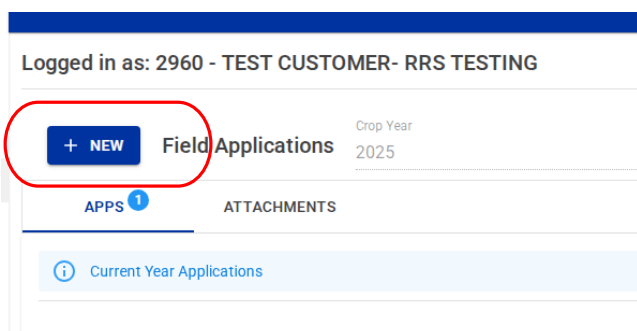 Logged in as: 2960 - TEST CUSTOMER- RRS TESTING
Crop Year
+ NEW Field Applications 2025
APPS 1 ATTACHMENTS
Current Year Applications